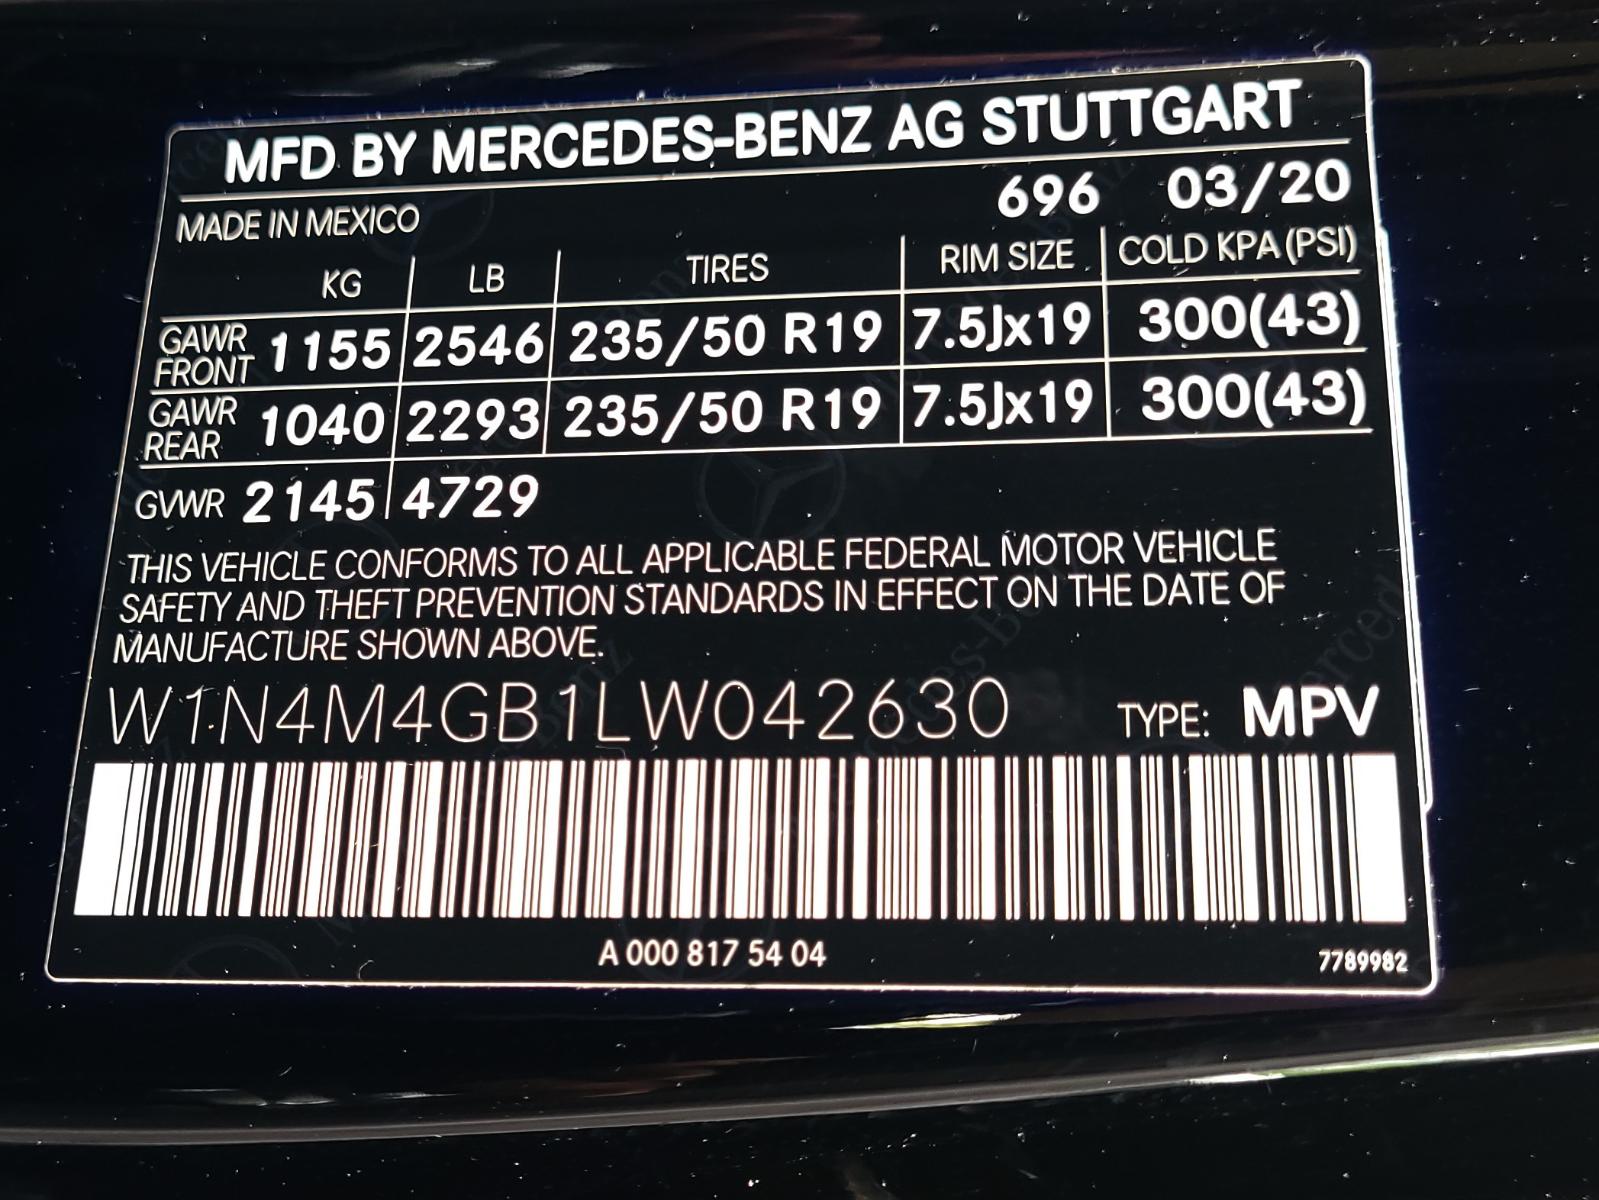 MFD BY MERCEDES-BENZ AG STUTTGART
696 03/20
MADE IN MEXICO
KG LB TIRES RIM SIZE COLD KPA (PSI)
GAWR FRONT 1155 2546 235/50 R19 7.5Jx19 300(43)
GAWR REAR 1040 2293 235/50 R19 7.5Jx19 300(43)
GVWR 2145 4729
THIS VEHICLE CONFORMS TO ALL APPLICABLE FEDERAL MOTOR VEHICLE
SAFETY AND THEFT PREVENTION STANDARDS IN EFFECT ON THE DATE OF
MANUFACTURE SHOWN ABOVE.
W1N4M4GB1LW042630 TYPE: MPV
A 000 817 54 04 7789982